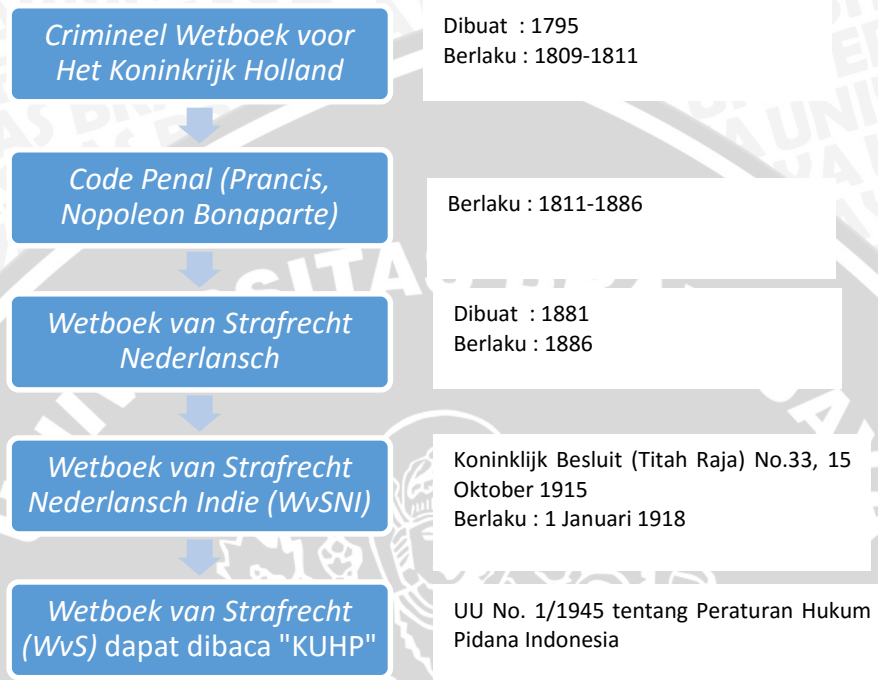 Crimineel Wetboek voor
Het Koninkrijk Holland
Dibuat : 1795
Berlaku : 1809-1811
Code Penal (Prancis,
Nopoleon Bonaparte)
Berlaku : 1811-1886
Wetboek van Strafrecht
Nederlansch
Dibuat : 1881
Berlaku : 1886
Wetboek van Strafrecht
Nederlansch Indie (WvSNI)
Koninklijk Besluit (Titah Raja) No.33, 15
Oktober 1915
Berlaku : 1 Januari 1918
Wetboek van Strafrecht
(WvS) dapat dibaca "KUHP"
UU No. 1/1945 tentang Peraturan Hukum
Pidana Indonesia